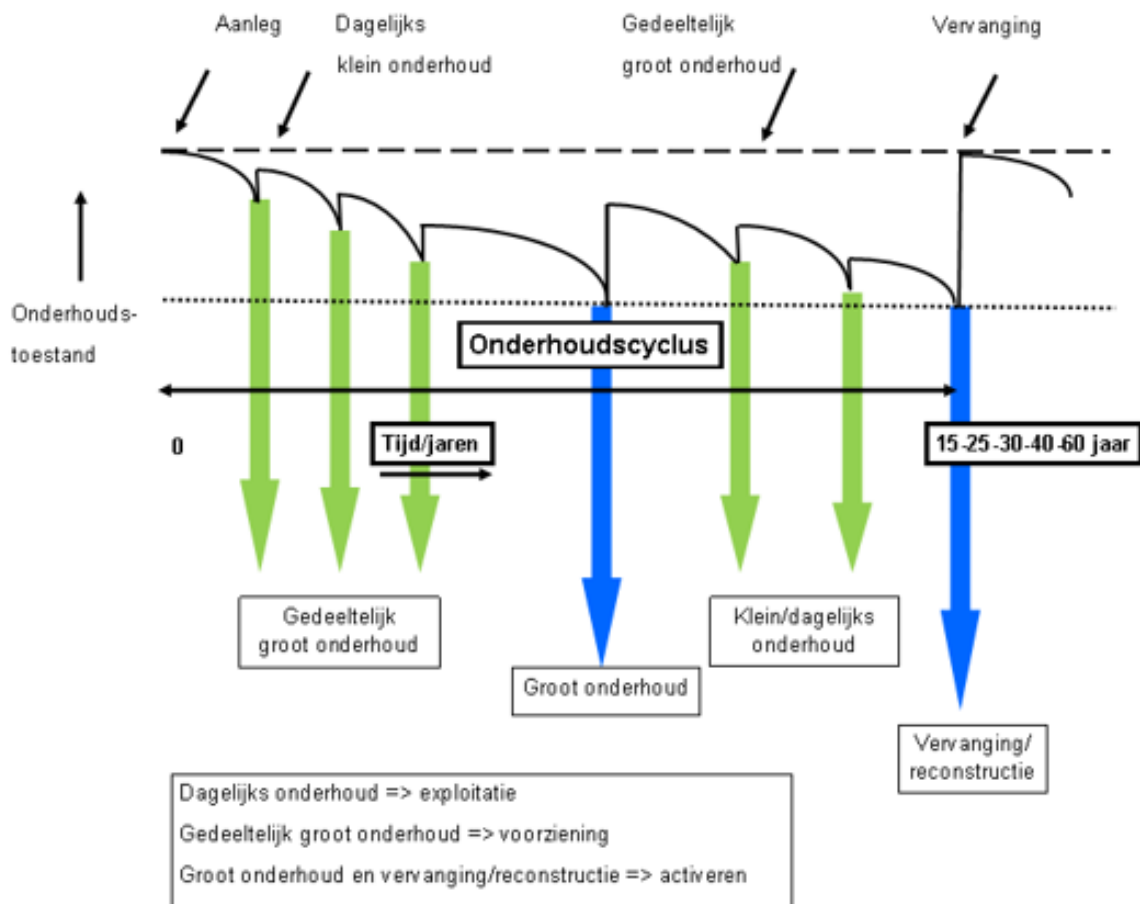 Aanleg
Dagelijks
klein onderhoud
Gedeeltelijk
groot onderhoud
Vervanging
Onderhouds-
toestand
Onderhoudscyclus
0
Tijd/jaren
15-25-30-40-60 jaar
Gedeeltelijk
groot onderhoud
Klein/dagelijks
onderhoud
Groot onderhoud
Vervanging/
reconstructie
Dagelijks onderhoud => exploitatie
Gedeeltelijk groot onderhoud => voorziening
Groot onderhoud en vervanging/reconstructie => activeren